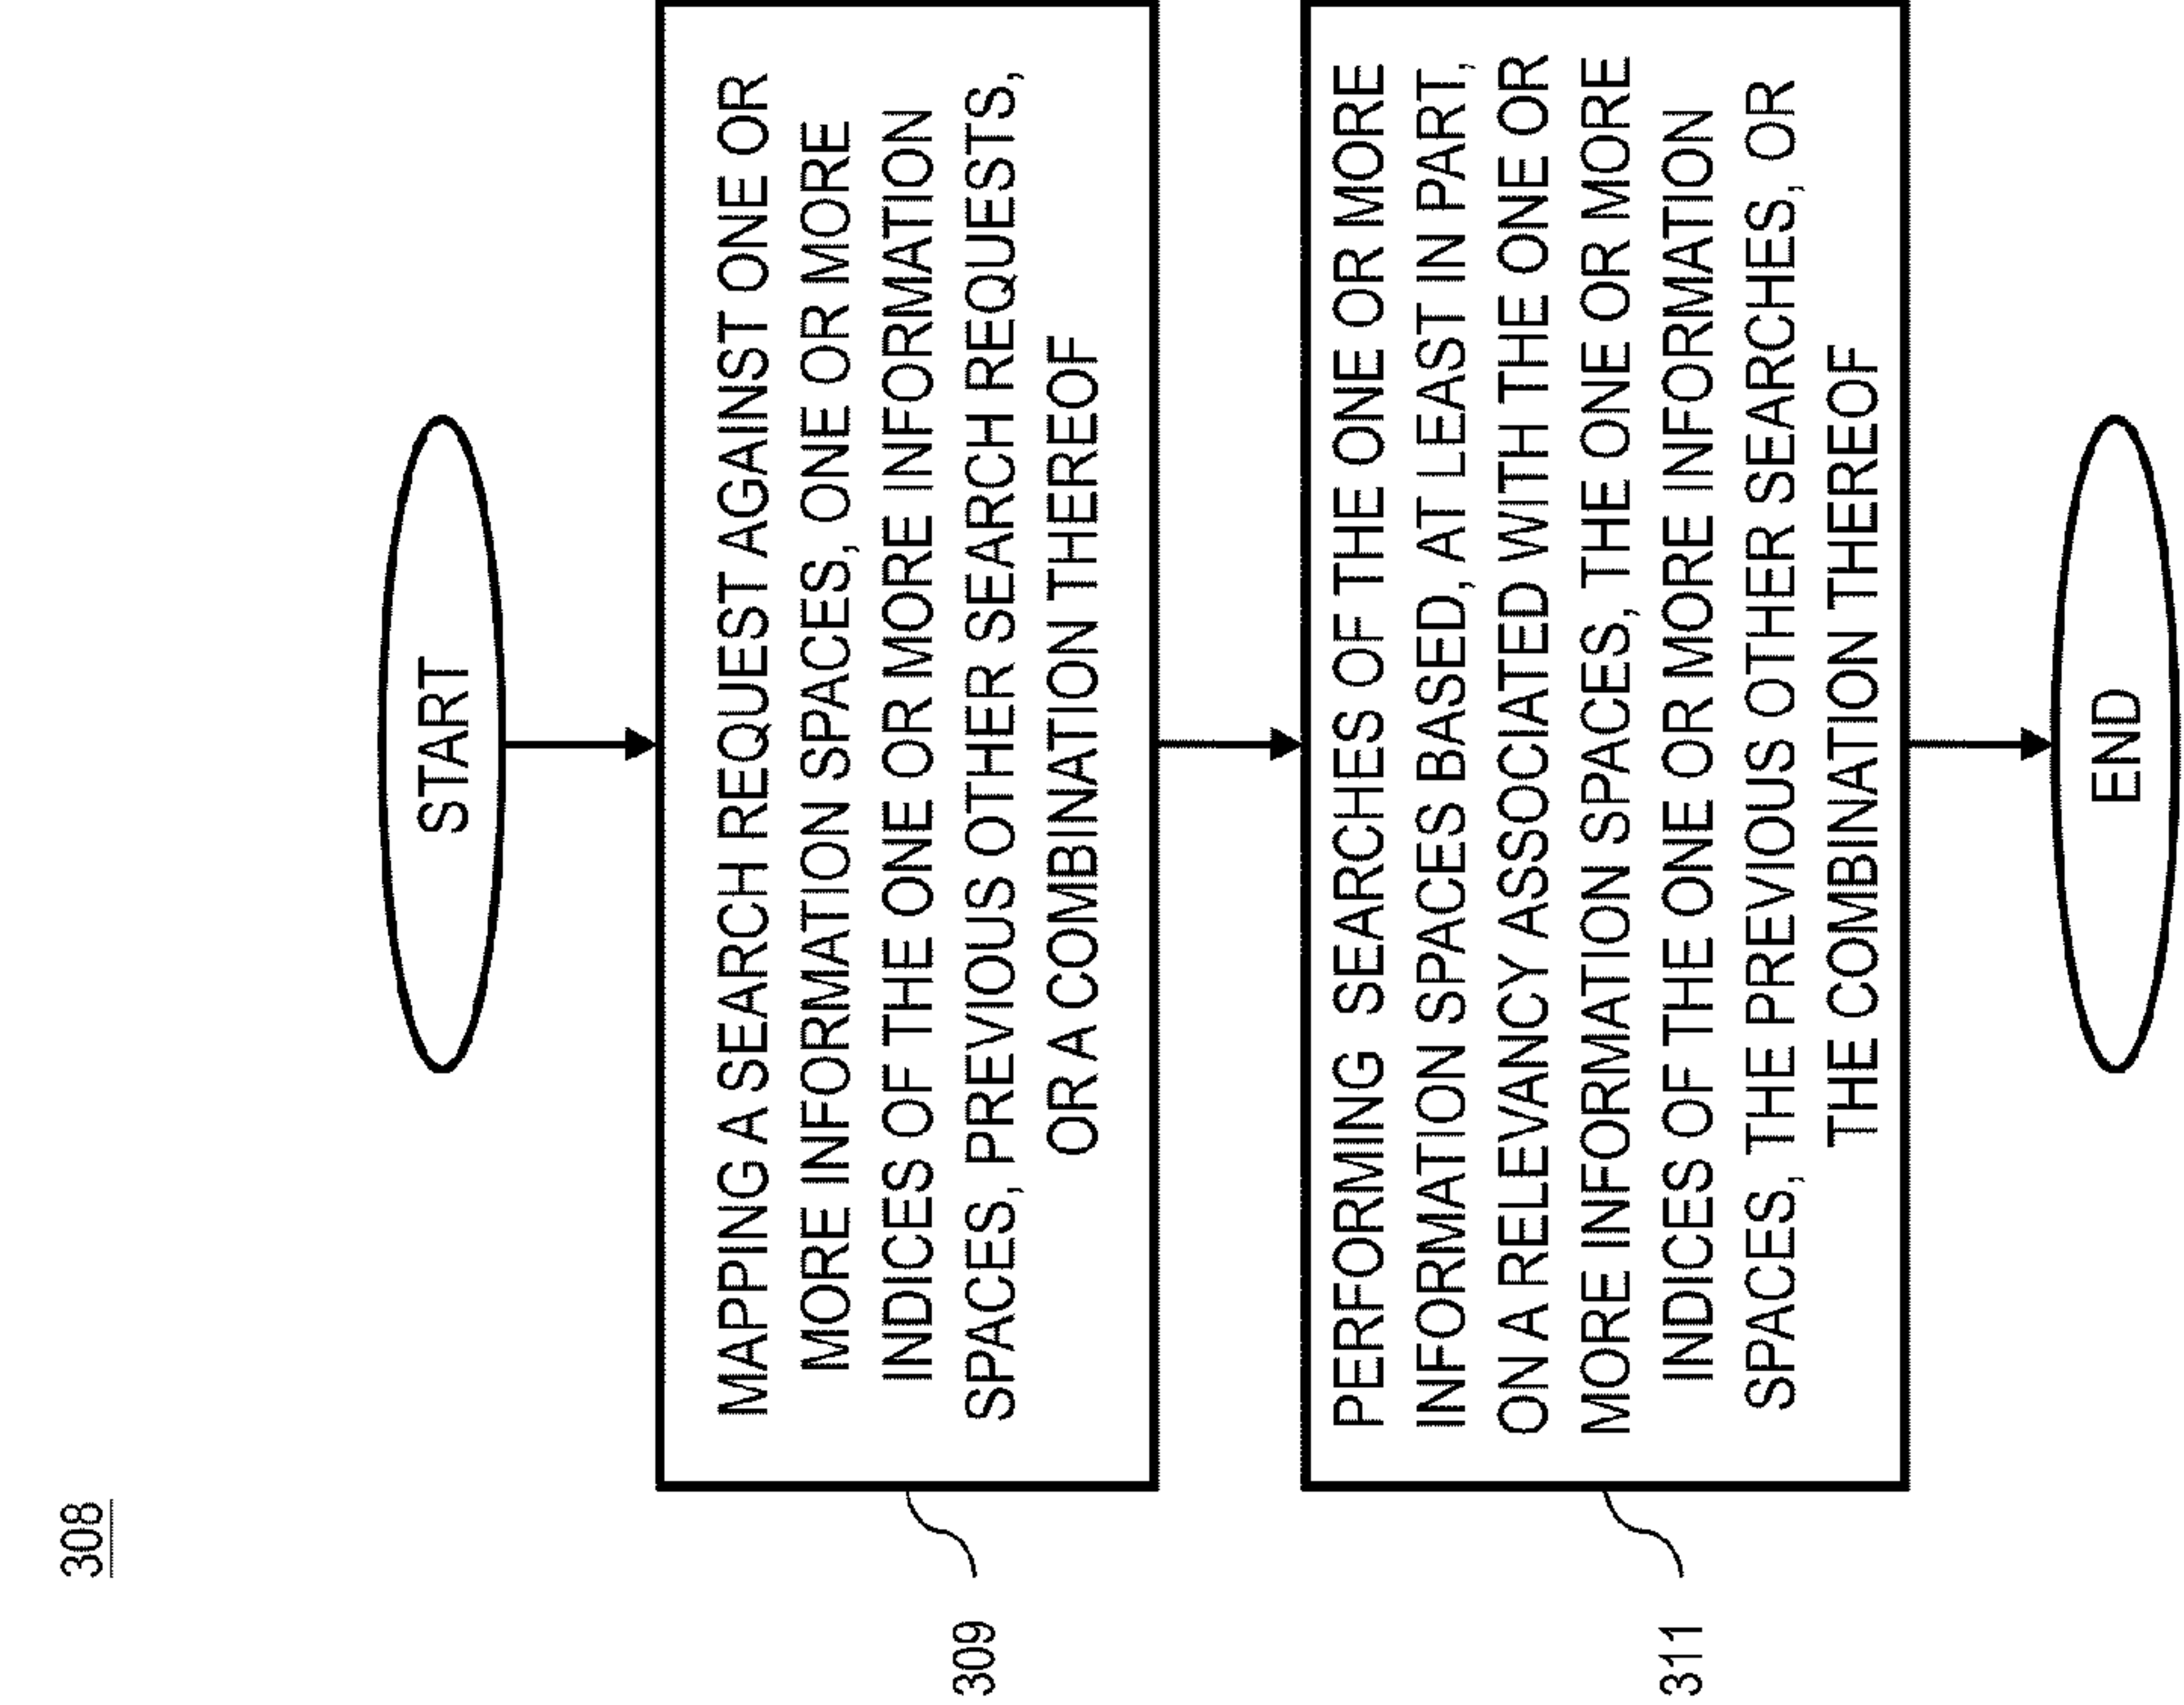 308
START
MAPPING A SEARCH REQUEST AGAINST ONE OR
MORE INFORMATION SPACES, ONE OR MORE
INDICES OF THE ONE OR MORE INFORMATION
SPACES, PREVIOUS OTHER SEARCH REQUESTS,
OR A COMBINATION THEREOF
309
PERFORMING SEARCHES OF THE ONE OR MORE
INFORMATION SPACES BASED, AT LEAST IN PART,
ON A RELEVANCY ASSOCIATED WITH THE ONE OR
MORE INFORMATION SPACES, THE ONE OR MORE
INDICES OF THE ONE OR MORE INFORMATION
SPACES, THE PREVIOUS OTHER SEARCHES, OR
THE COMBINATION THEREOF
311
END